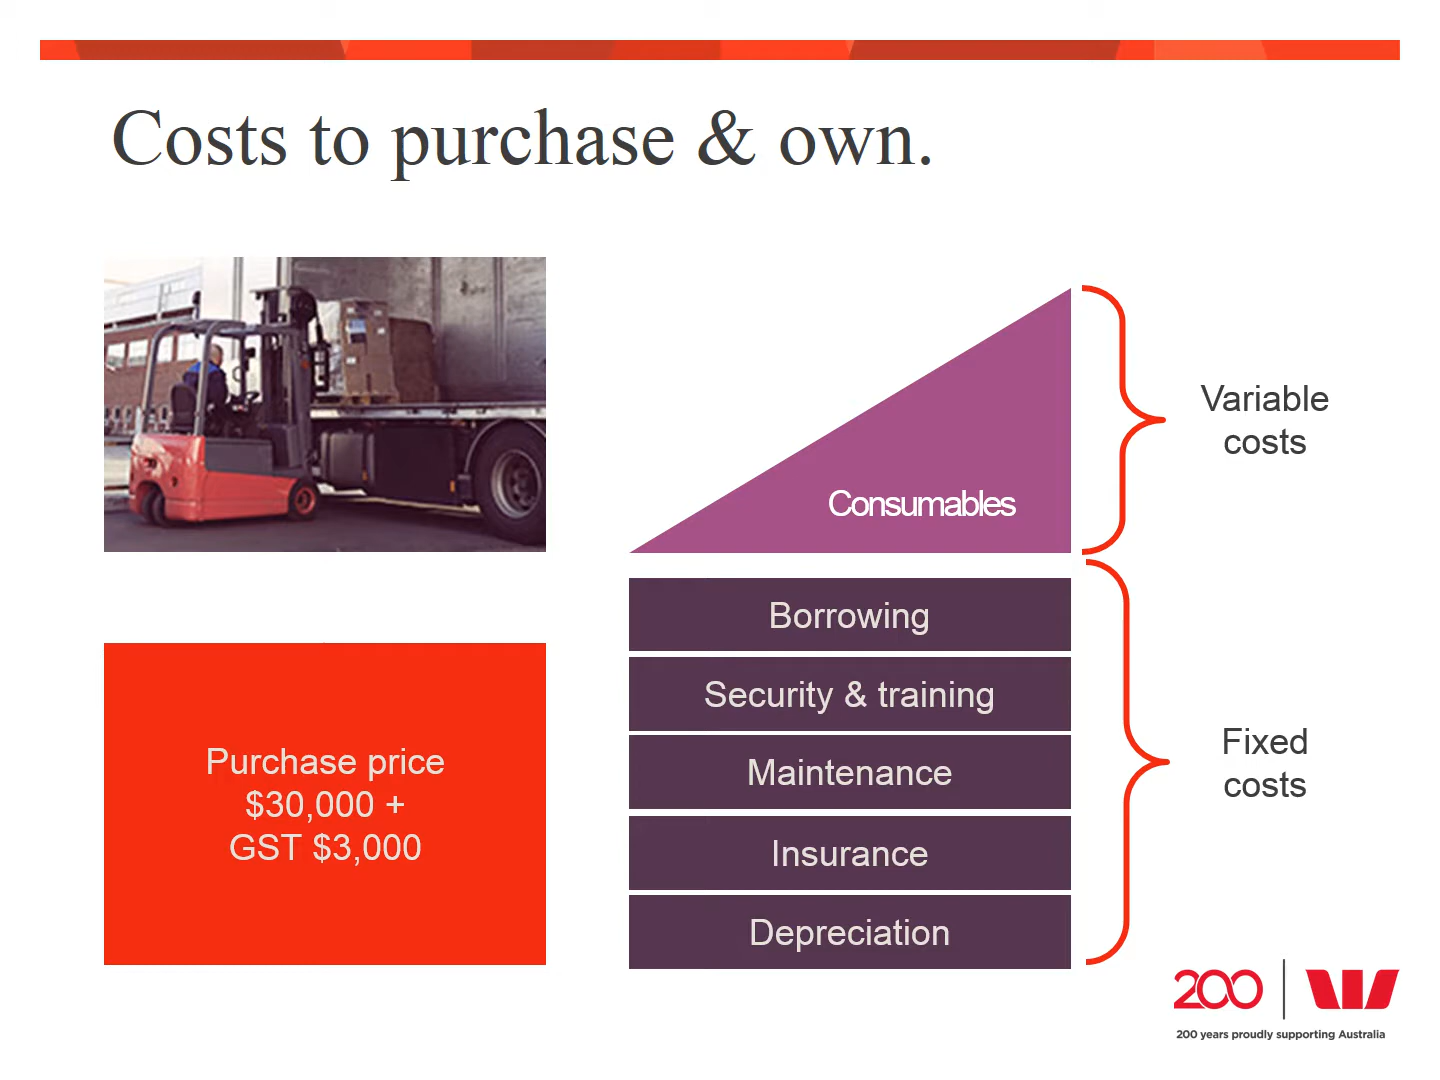 Costs to purchase & own.
Consumables
Variable
costs
Borrowing
Security & training
Maintenance
Insurance
Depreciation
Fixed
costs
Purchase price
$30,000 +
GST $3,000
200
200 years proudly supporting Australia